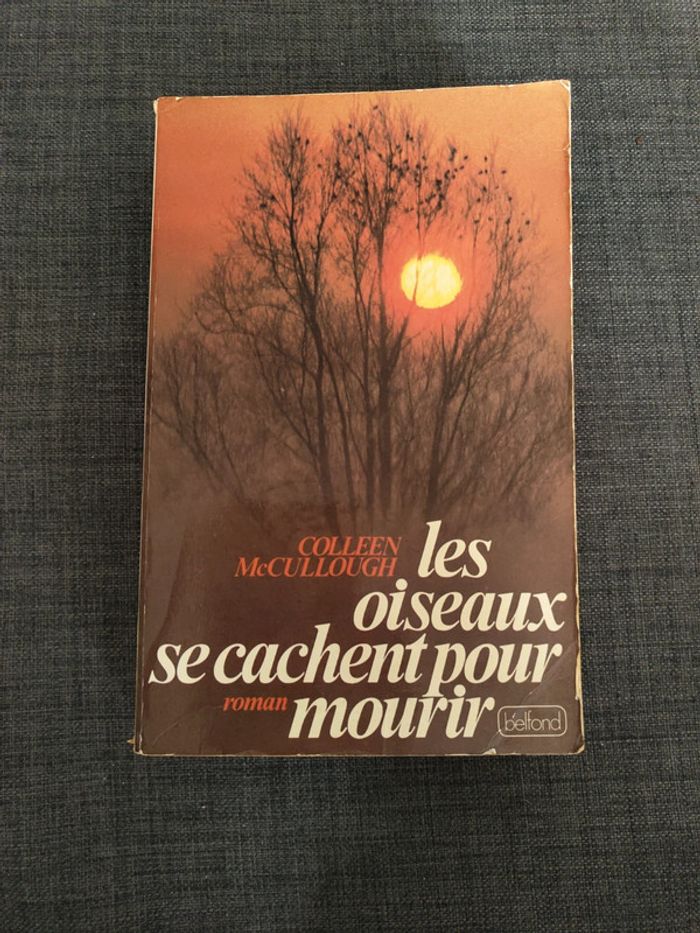 COLLEEN
McCULLOUGH
les
oiseaux
se cachent pour
mourir
roman
belfond